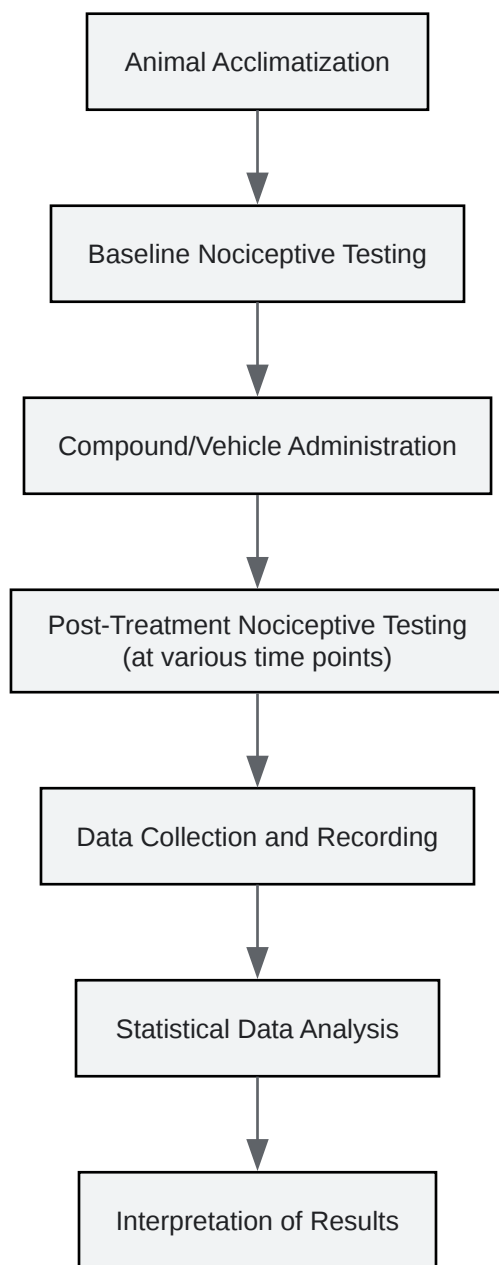 Animal Acclimatization
Baseline Nociceptive Testing
Compound/Vehicle Administration
Post-Treatment Nociceptive Testing
(at various time points)
Data Collection and Recording
Statistical Data Analysis
Interpretation of Results